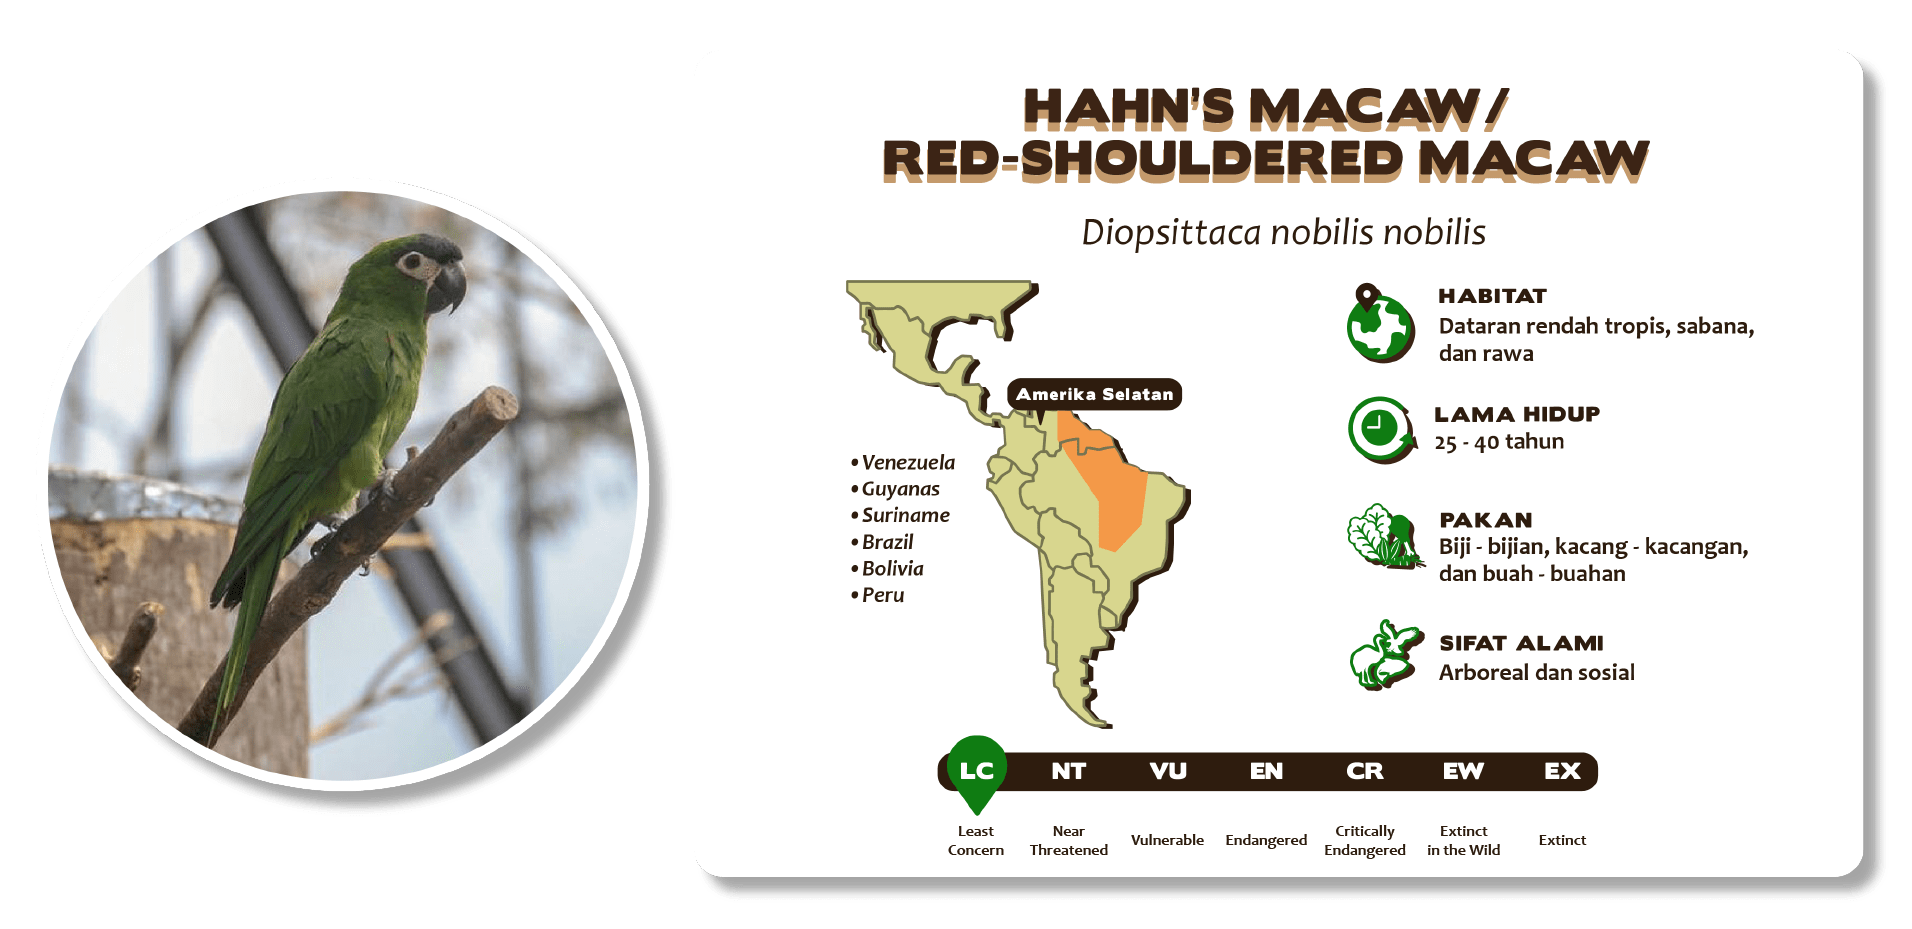 HAHN'S MACAW/
RED-SHOULDERED MACAW
Diopsittaca nobilis nobilis
Amerika Selatan
• Venezuela
• Guyanas
• Suriname
• Brazil
• Bolivia
• Peru
HABITAT
Dataran rendah tropis, sabana,
dan rawa
LAMA HIDUP
25 - 40 tahun
PAKAN
Biji - bijian, kacang - kacangan,
dan buah - buahan
SIFAT ALAMI
Arboreal dan sosial
LC NT VU EN CR EW EX
Least Concern
Near Threatened
Vulnerable
Endangered
Critically Endangered
Extinct in the Wild
Extinct